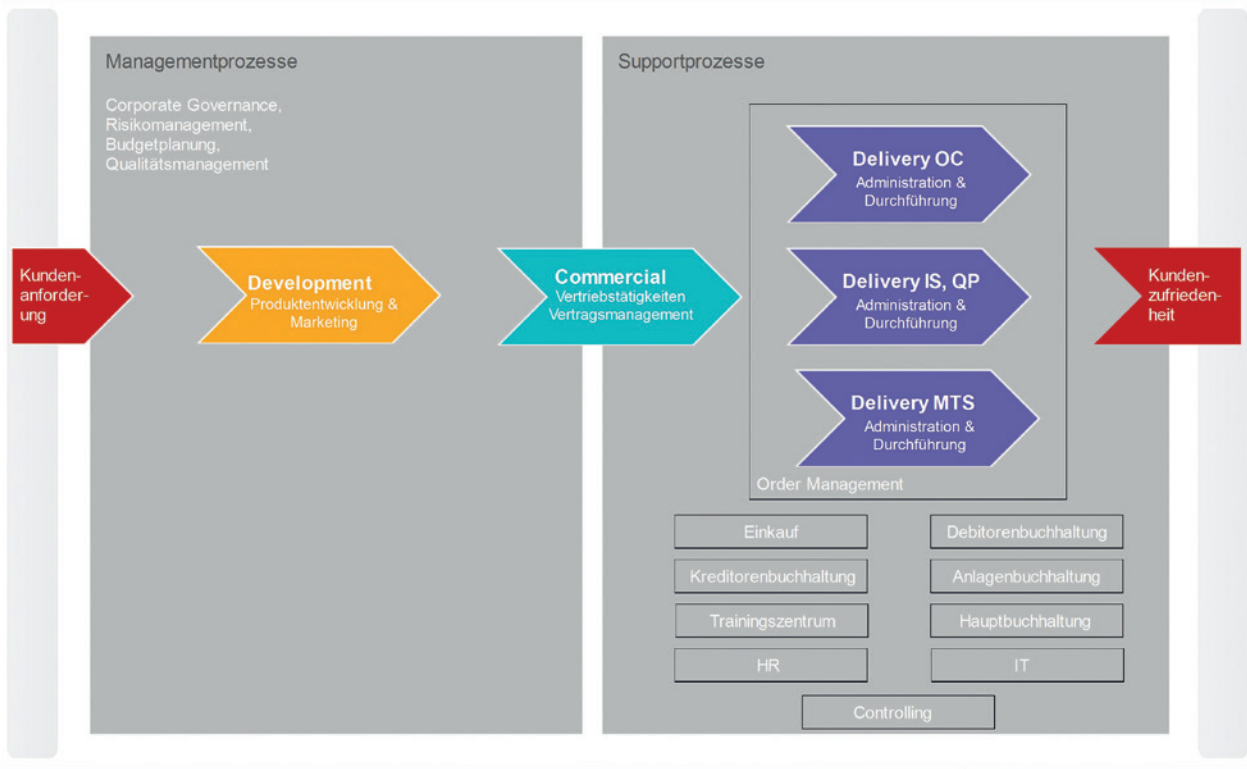 Managementprozesse
Corporate Governance,
Risikomanagement,
Budgetplanung,
Qualitätsmanagement
Kunden-
anforder-
ung
Development
Produktentwicklung &
Marketing
Commercial
Vertriebstätigkeiten
Vertragsmanagement
Supportprozesse
Delivery OC
Administration &
Durchführung
Delivery IS, QP
Administration &
Durchführung
Delivery MTS
Administration &
Durchführung
Order Management
Kunden-
zufrieden-
heit
Einkauf
Debitorenbuchhaltung
Kreditorenbuchhaltung
Anlagenbuchhaltung
Trainingszentrum
Hauptbuchhaltung
HR
IT
Controlling